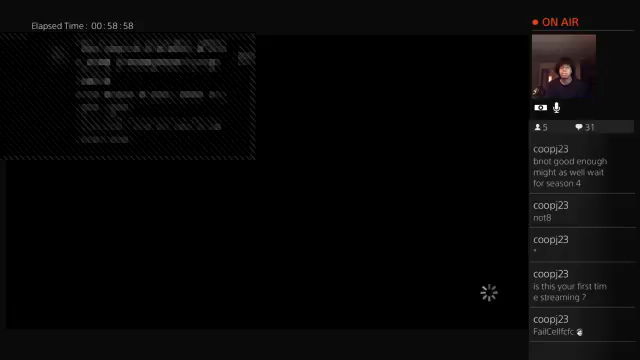 Elapsed Time : 00 : 58 : 58
ON AIR
5
31
coopj23
bnot good enough
might as well wait
for season 4
coopj23
not8
coopj23
*
coopj23
is this your first tim
e streaming ?
coopj23
FailCellfcfc